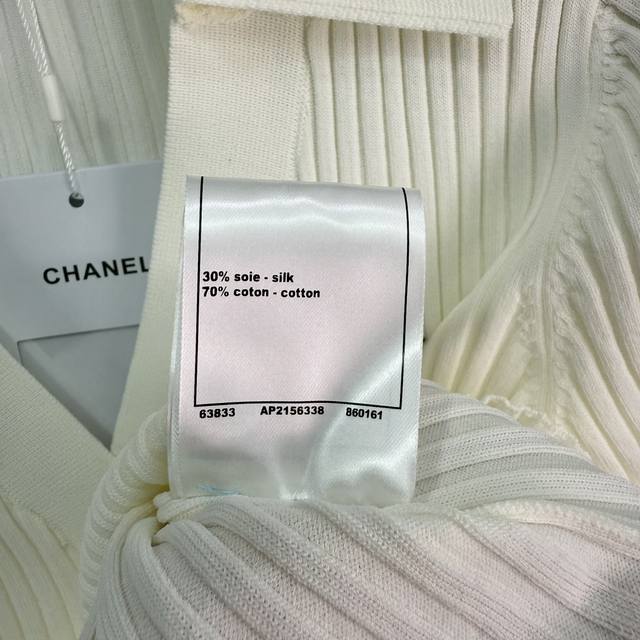 CHANEL
30% soie - silk
70% coton - cotton
63833 AP2156338 860161